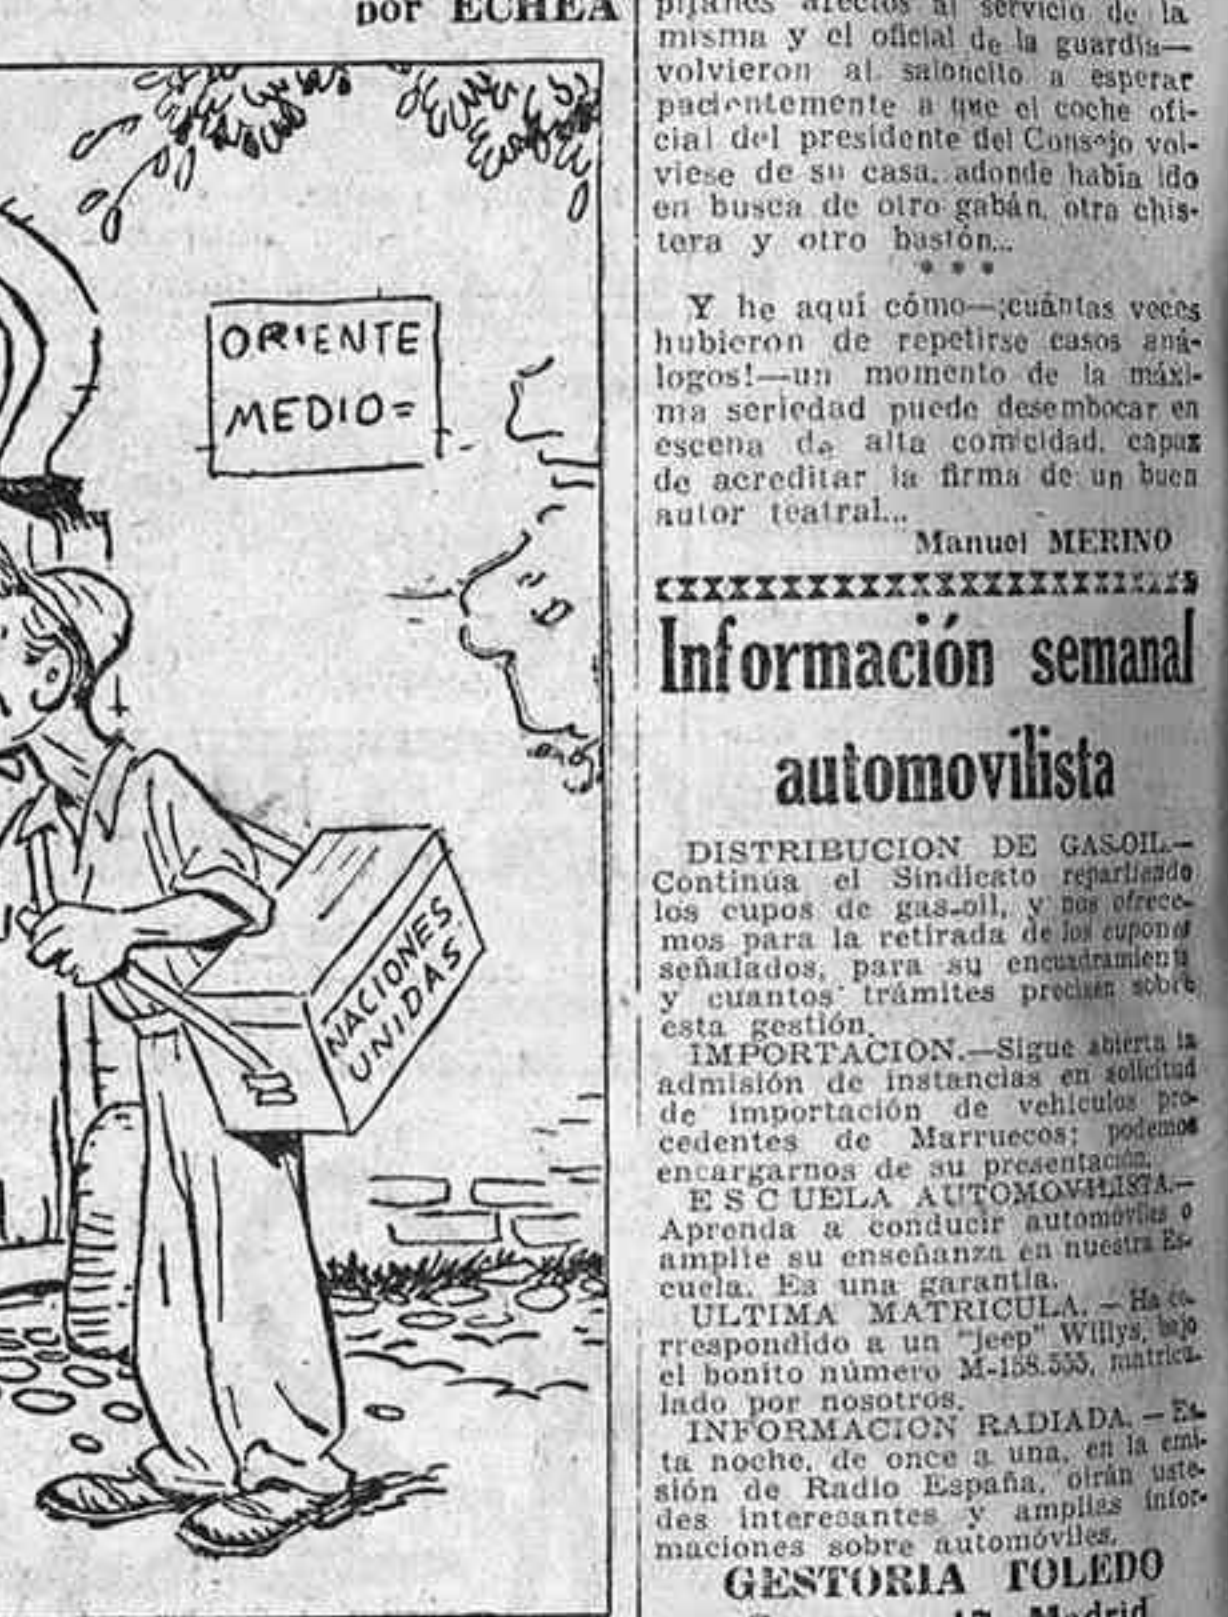 por ECHEA
ORIENTE
MEDIO=
NACIONES
UNIDAS
afectos al servicio de la
misma y el oficial de la guardia—
volvieron al saloncito a esperar
pacientemente a que el coche ofi-
cial del presidente del Consejo vol-
viese de su casa, adonde había ido
en busca de otro gabán, otra chis-
tera y otro bastón...
* * *
Y he aquí cómo—¡cuántas veces
hubieron de repetirse casos aná-
logos!—un momento de la máxi-
ma seriedad puede desembocar en
escena de alta comicidad, capaz
de acreditar la firma de un buen
autor teatral...
Manuel MERINO
Información semanal
automovilista
DISTRIBUCION DE GAS-OIL.—
Continúa el Sindicato repartiendo
los cupos de gas-oil, y nos ofrece-
mos para la retirada de los cupones
señalados, para su encuadramiento
y cuantos trámites precisen sobre
esta gestión.
IMPORTACION.—Sigue abierta la
admisión de instancias en solicitud
de importación de vehículos pro-
cedentes de Marruecos; podemos
encargarnos de su presentación.
ESCUELA AUTOMOVILISTA.—
Aprenda a conducir automóviles o
amplíe su enseñanza en nuestra Es-
cuela. Es una garantía.
ULTIMA MATRICULA. — Ha co-
rrespondido a un "jeep" Willys, bajo
el bonito número M-158.555, matricu-
lado por nosotros.
INFORMACION RADIADA. — Es-
ta noche, de once a una, en la emi-
sión de Radio España, oirán uste-
des interesantes y amplias infor-
maciones sobre automóviles.
GESTORIA TOLEDO
17. Madrid